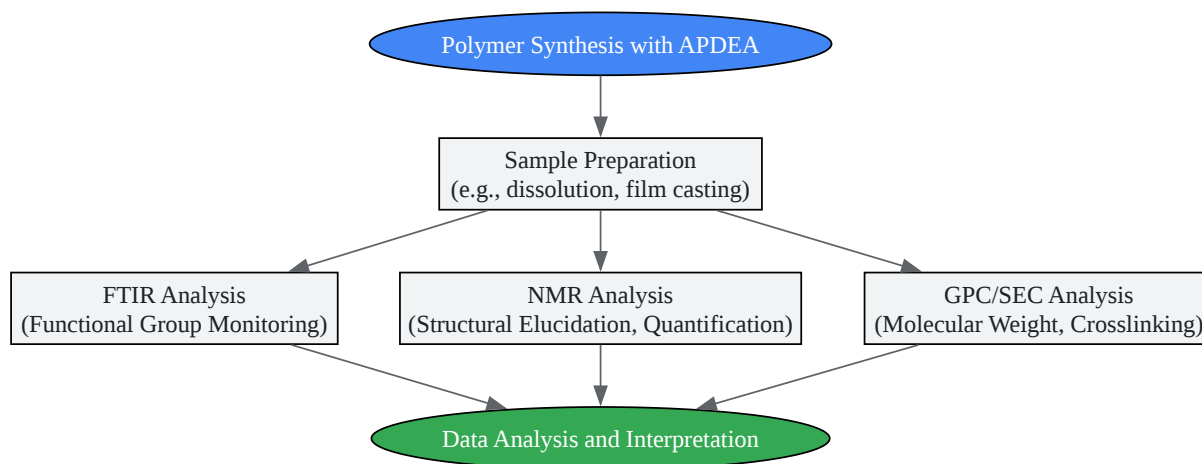 Polymer Synthesis with APDEA
Sample Preparation
(e.g., dissolution, film casting)
FTIR Analysis
(Functional Group Monitoring)
NMR Analysis
(Structural Elucidation, Quantification)
GPC/SEC Analysis
(Molecular Weight, Crosslinking)
Data Analysis and Interpretation